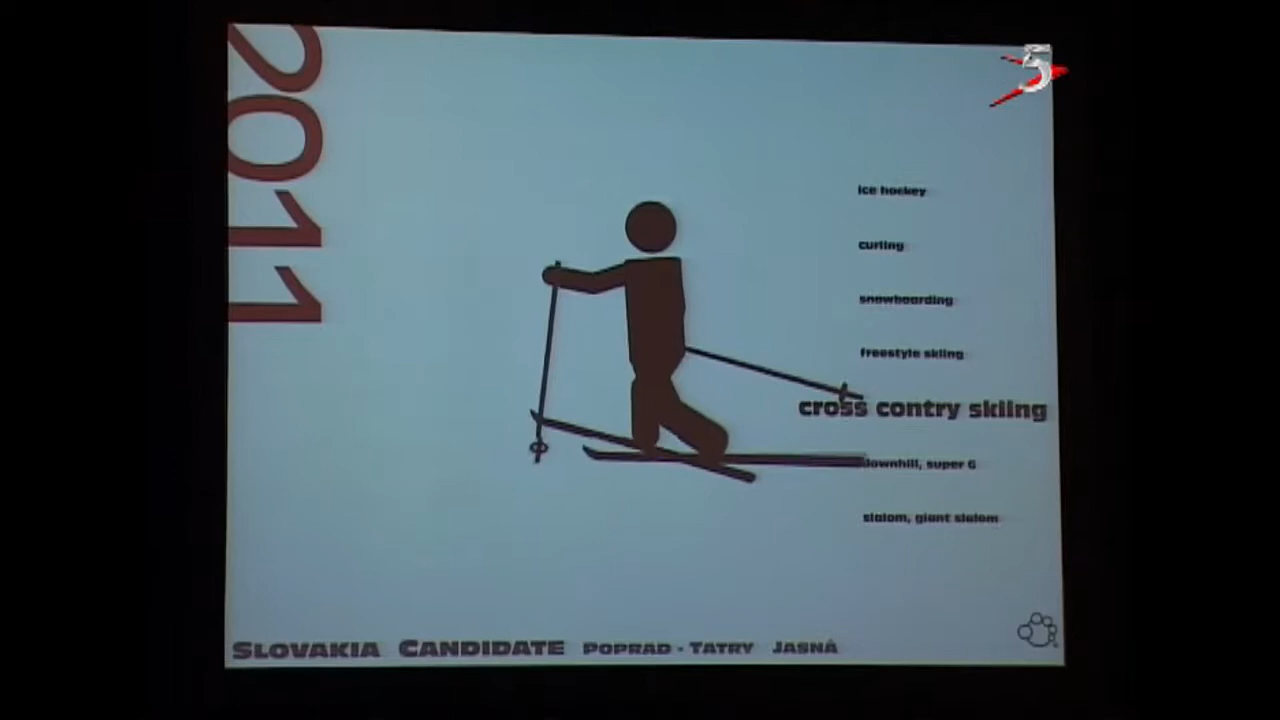 2011
5
ice hockey
curling
snowboarding
freestyle skiing
cross contry skiing
downhill, super G
slalom, giant slalom
SLOVAKIA CANDIDATE POPRAD - TATRY JASNÁ